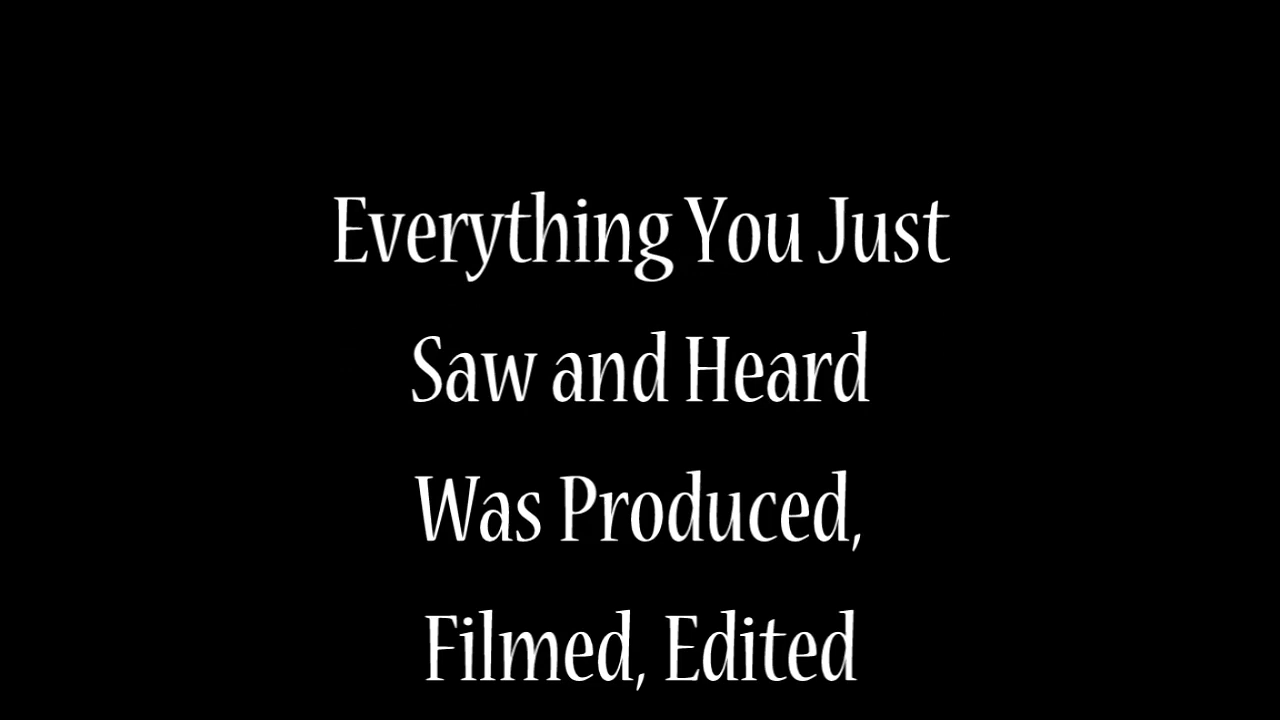 Everything You Just
Saw and Heard
Was Produced,
Filmed, Edited